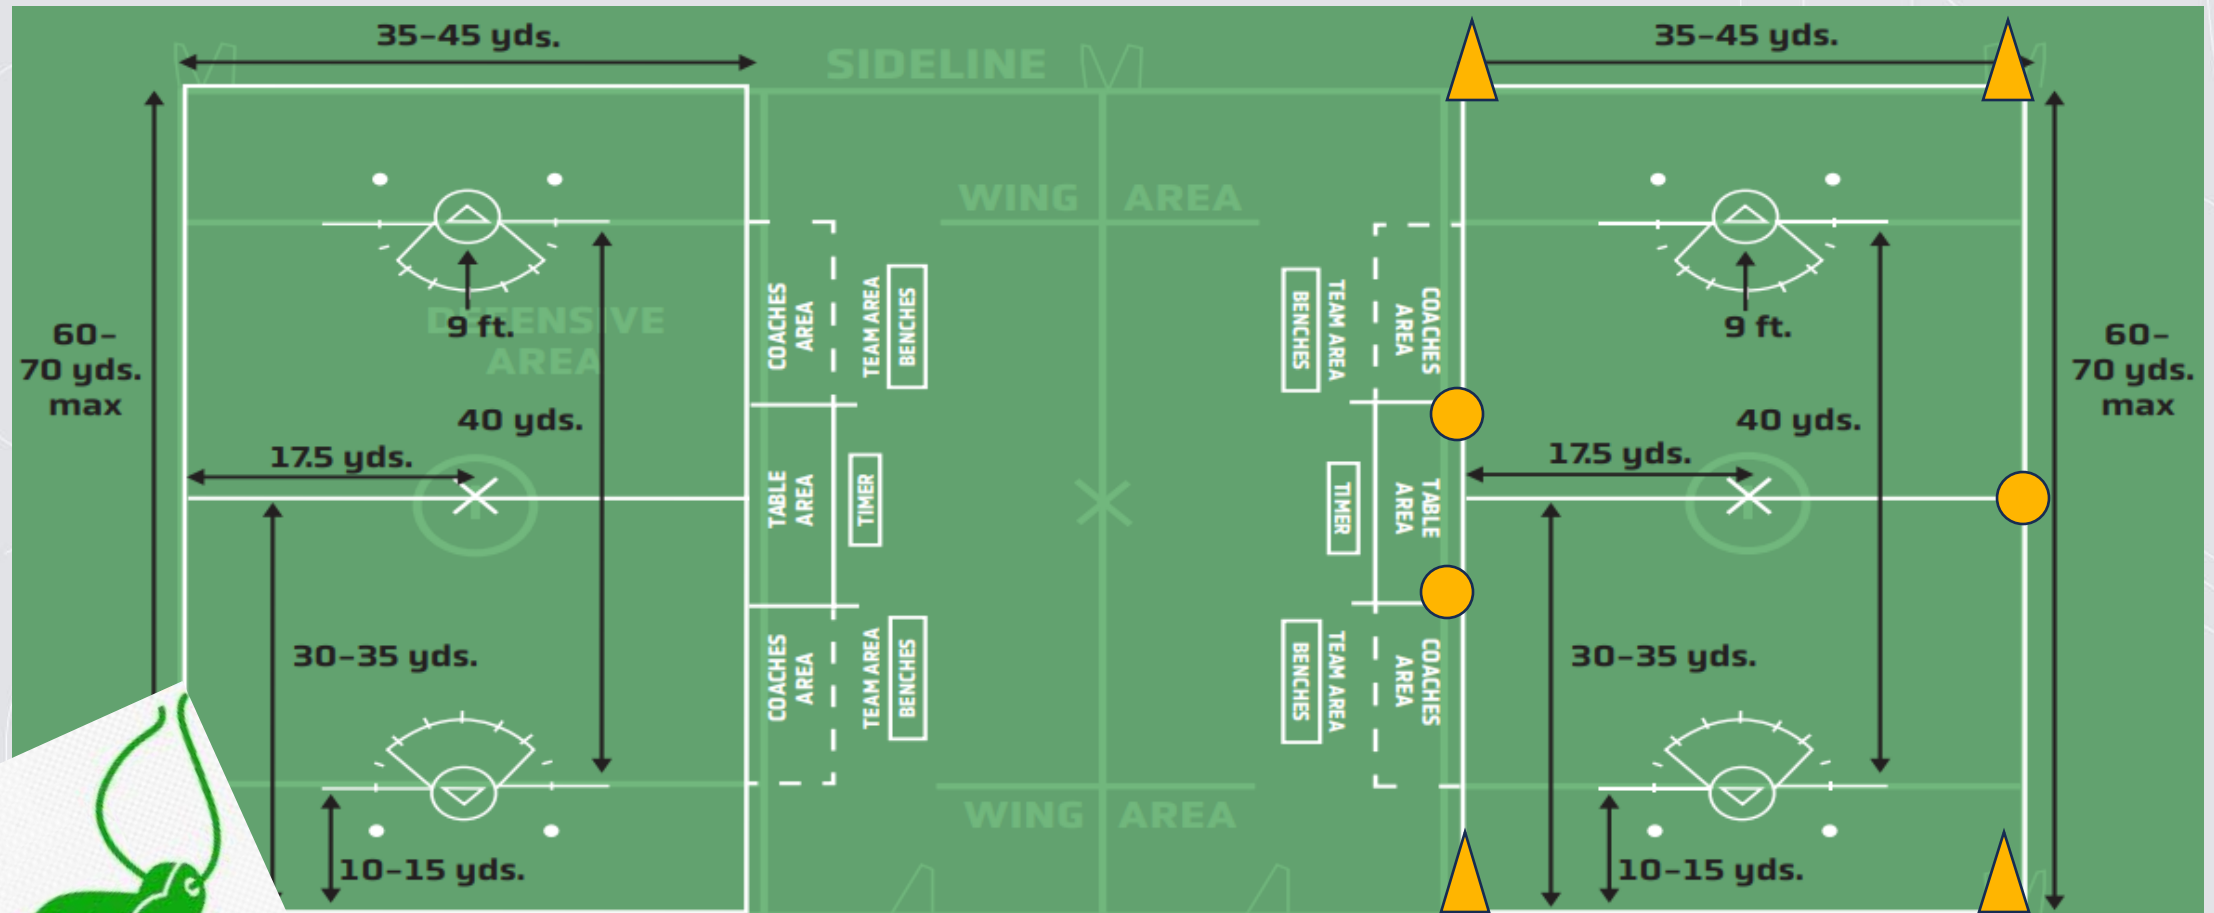 35-45 yds.
SIDELINE
35-45 yds.
WING AREA
DEFENSIVE
AREA
9 ft.
60-
70 yds.
max
40 yds.
17.5 yds.
30-35 yds.
10-15 yds.
COACHES
AREA
TEAM AREA
BENCHES
TABLE
AREA
TIMER
COACHES
AREA
TEAM AREA
BENCHES
BENCHES
TEAM AREA
COACHES
AREA
TIMER
TABLE
AREA
BENCHES
TEAM AREA
COACHES
AREA
WING AREA
9 ft.
40 yds.
17.5 yds.
30-35 yds.
10-15 yds.
60-
70 yds.
max